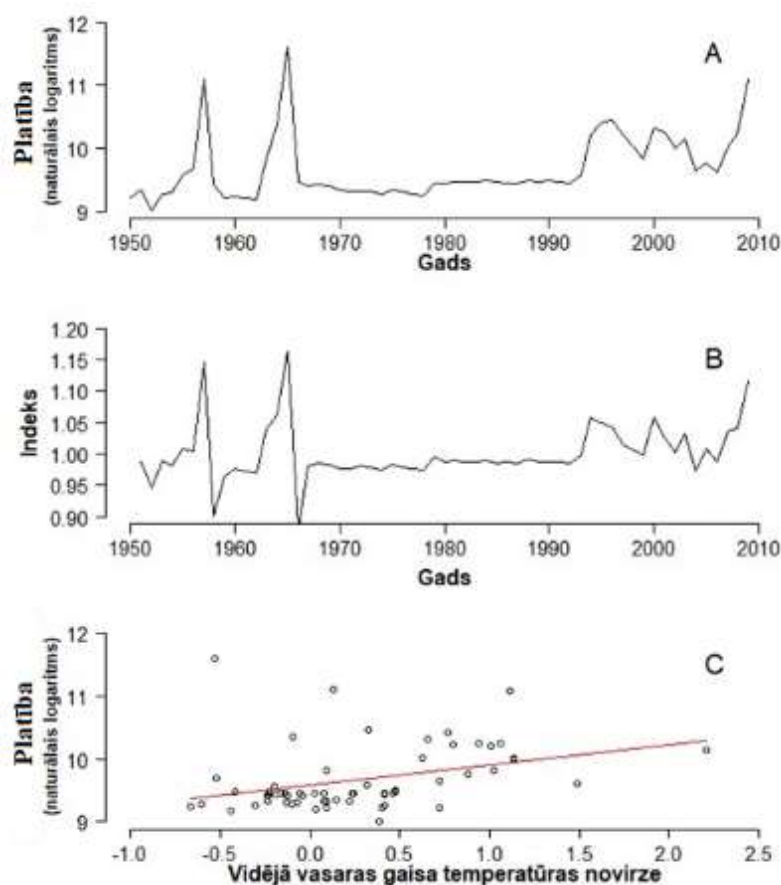 12
11
10
9
Platība
(naturālais logaritms)
A
1950 1960 1970 1980 1990 2000 2010
Gads
1.20
1.15
1.10
1.05
1.00
0.95
0.90
Indeks
B
1950 1960 1970 1980 1990 2000 2010
Gads
12
11
10
9
Platība
(naturālais logaritms)
C
-1.0 -0.5 0.0 0.5 1.0 1.5 2.0 2.5
Vidējā vasaras gaisa temperatūras novirze